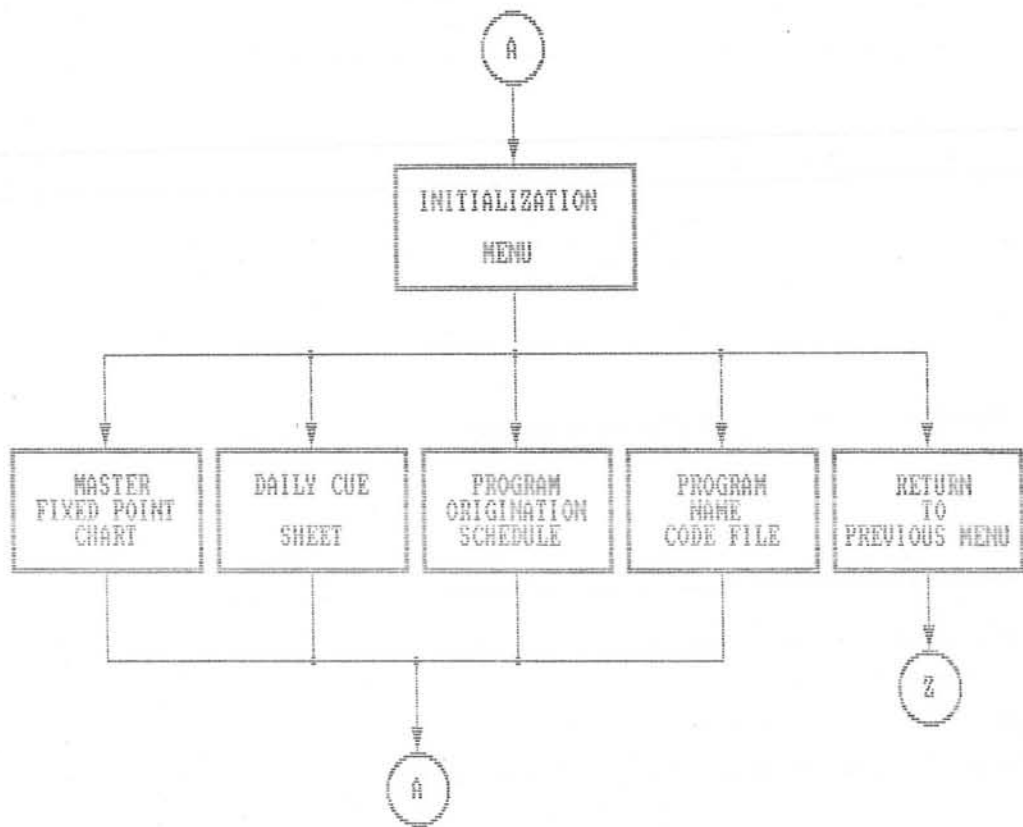 A
INITIALIZATION
MENU
MASTER
FIXED POINT
CHART
DAILY CUE
SHEET
PROGRAM
ORIGINATION
SCHEDULE
PROGRAM
NAME
CODE FILE
RETURN
TO
PREVIOUS MENU
Z
A